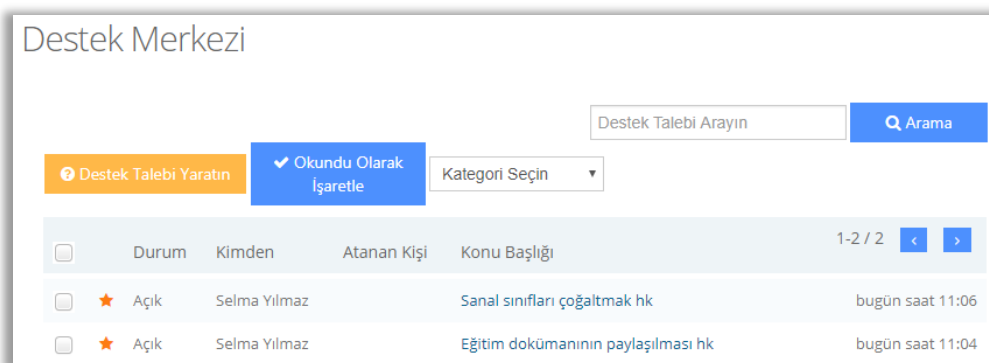 Destek Merkezi
Destek Talebi Arayın Arama
Destek Talebi Yaratın Okundu Olarak İşaretle Kategori Seçin
Durum Kimden Atanan Kişi Konu Başlığı 1-2 / 2
Açık Selma Yılmaz Sanal sınıfları çoğaltmak hk bugün saat 11:06
Açık Selma Yılmaz Eğitim dokümanının paylaşılması hk bugün saat 11:04